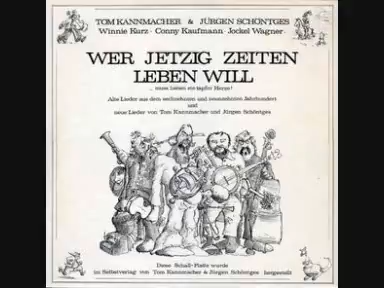 TOM KANNMACHER & JÜRGEN SCHÖNTGES
Winnie Kurz · Conny Kaufmann · Jockel Wagner
WER JETZIG ZEITEN
LEBEN WILL
... muss haben ein tapfer Herze!
Alte Lieder aus dem sechzehnten und neunzehnten Jahrhundert
und
neue Lieder von Tom Kannmacher und Jürgen Schöntges
Diese Schall-Platte wurde
im Selbstverlag von Tom Kannmacher & Jürgen Schöntges hergestellt